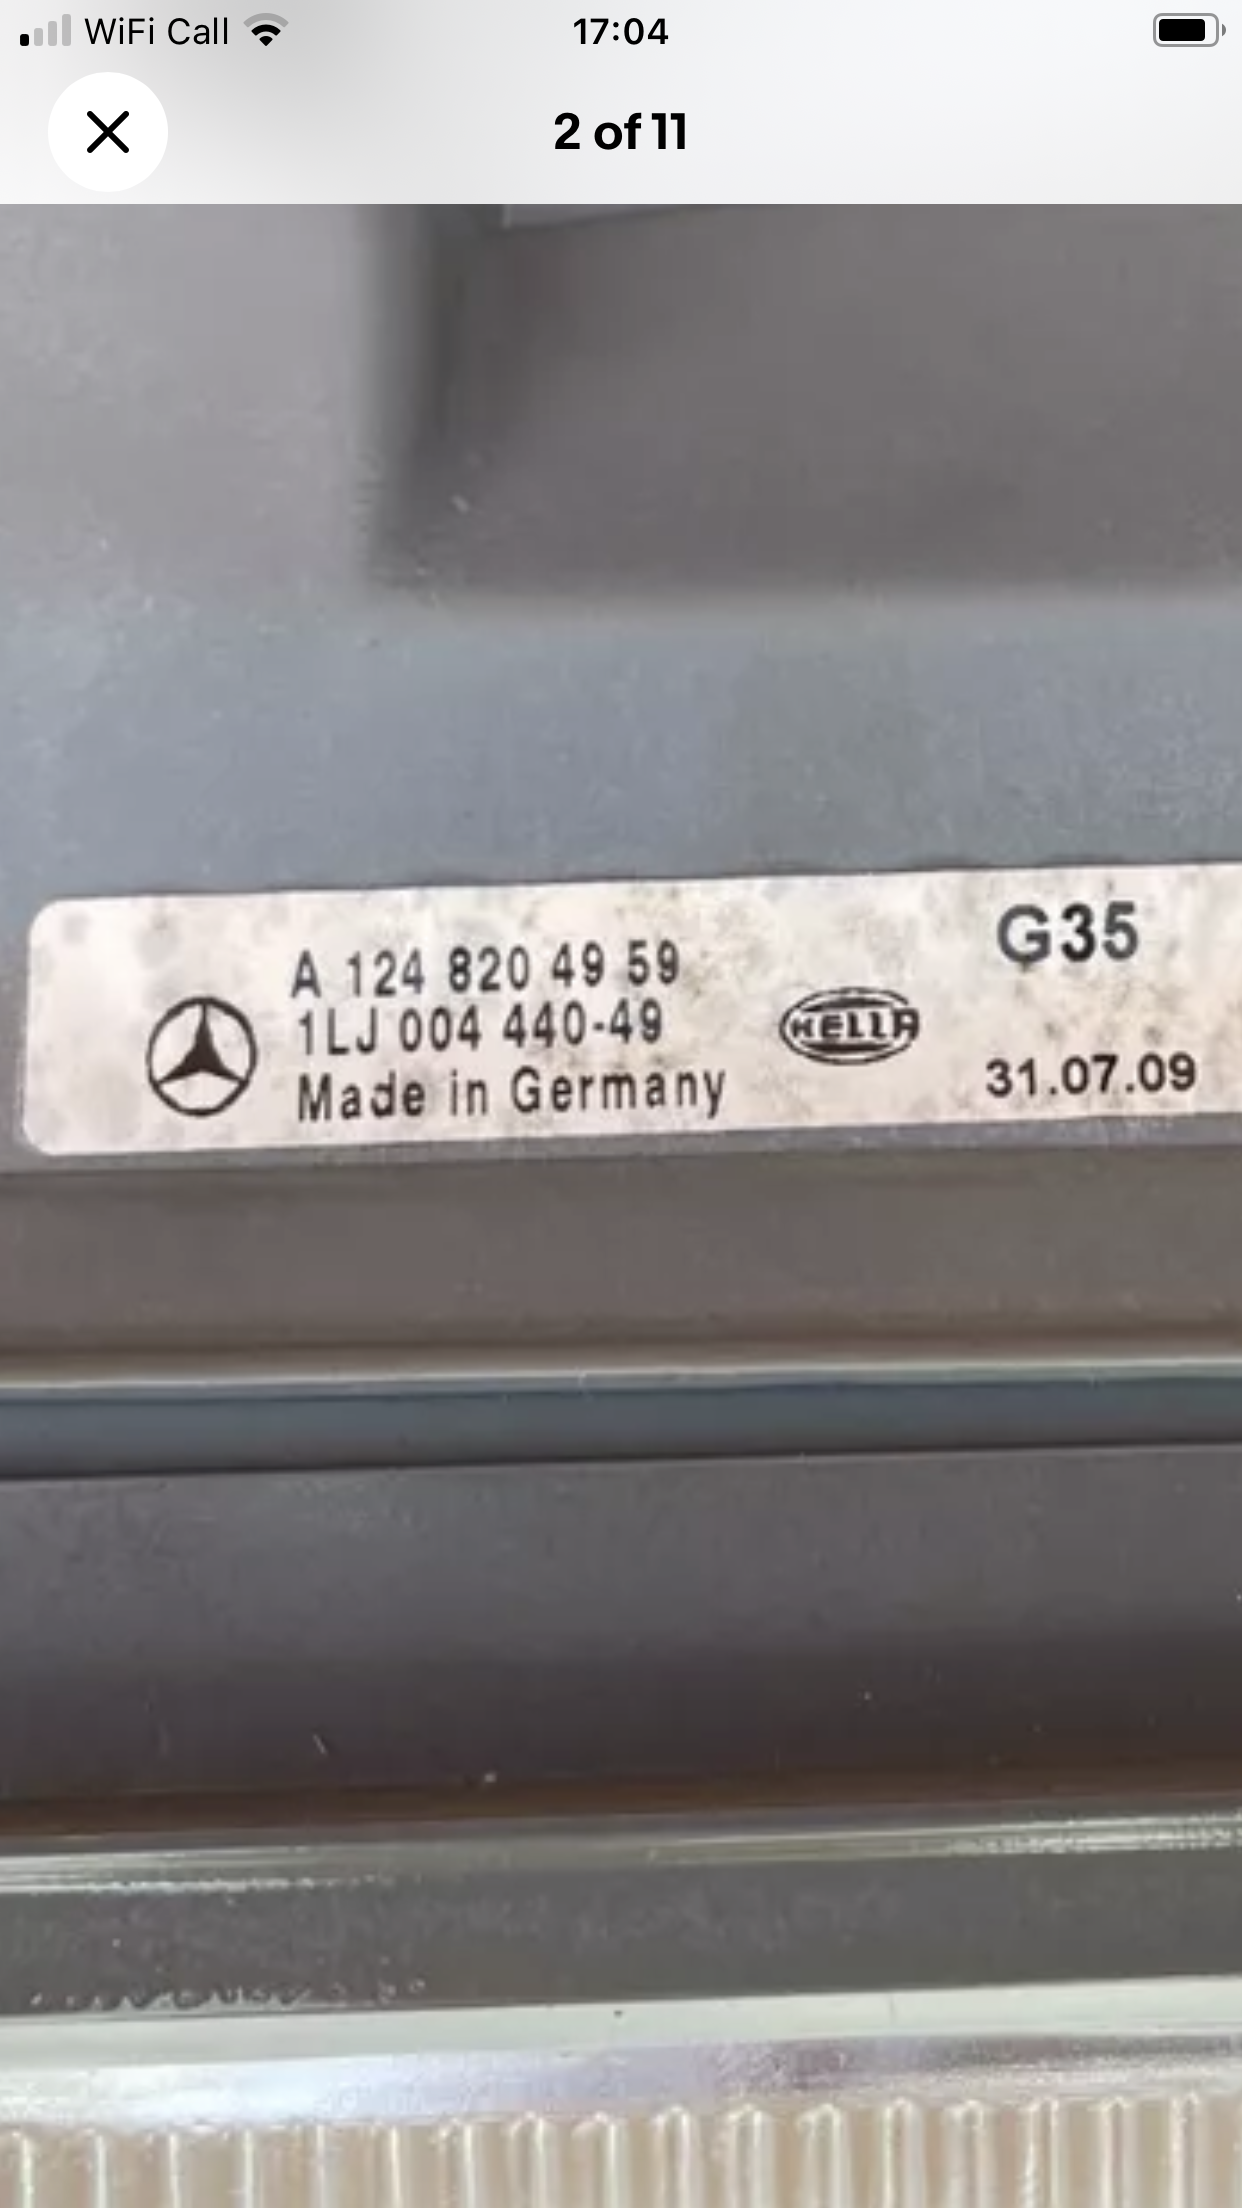 WiFi Call
17:04
2 of 11
A 124 820 49 59
1LJ 004 440-49
Made in Germany
HELLA
G35
31.07.09